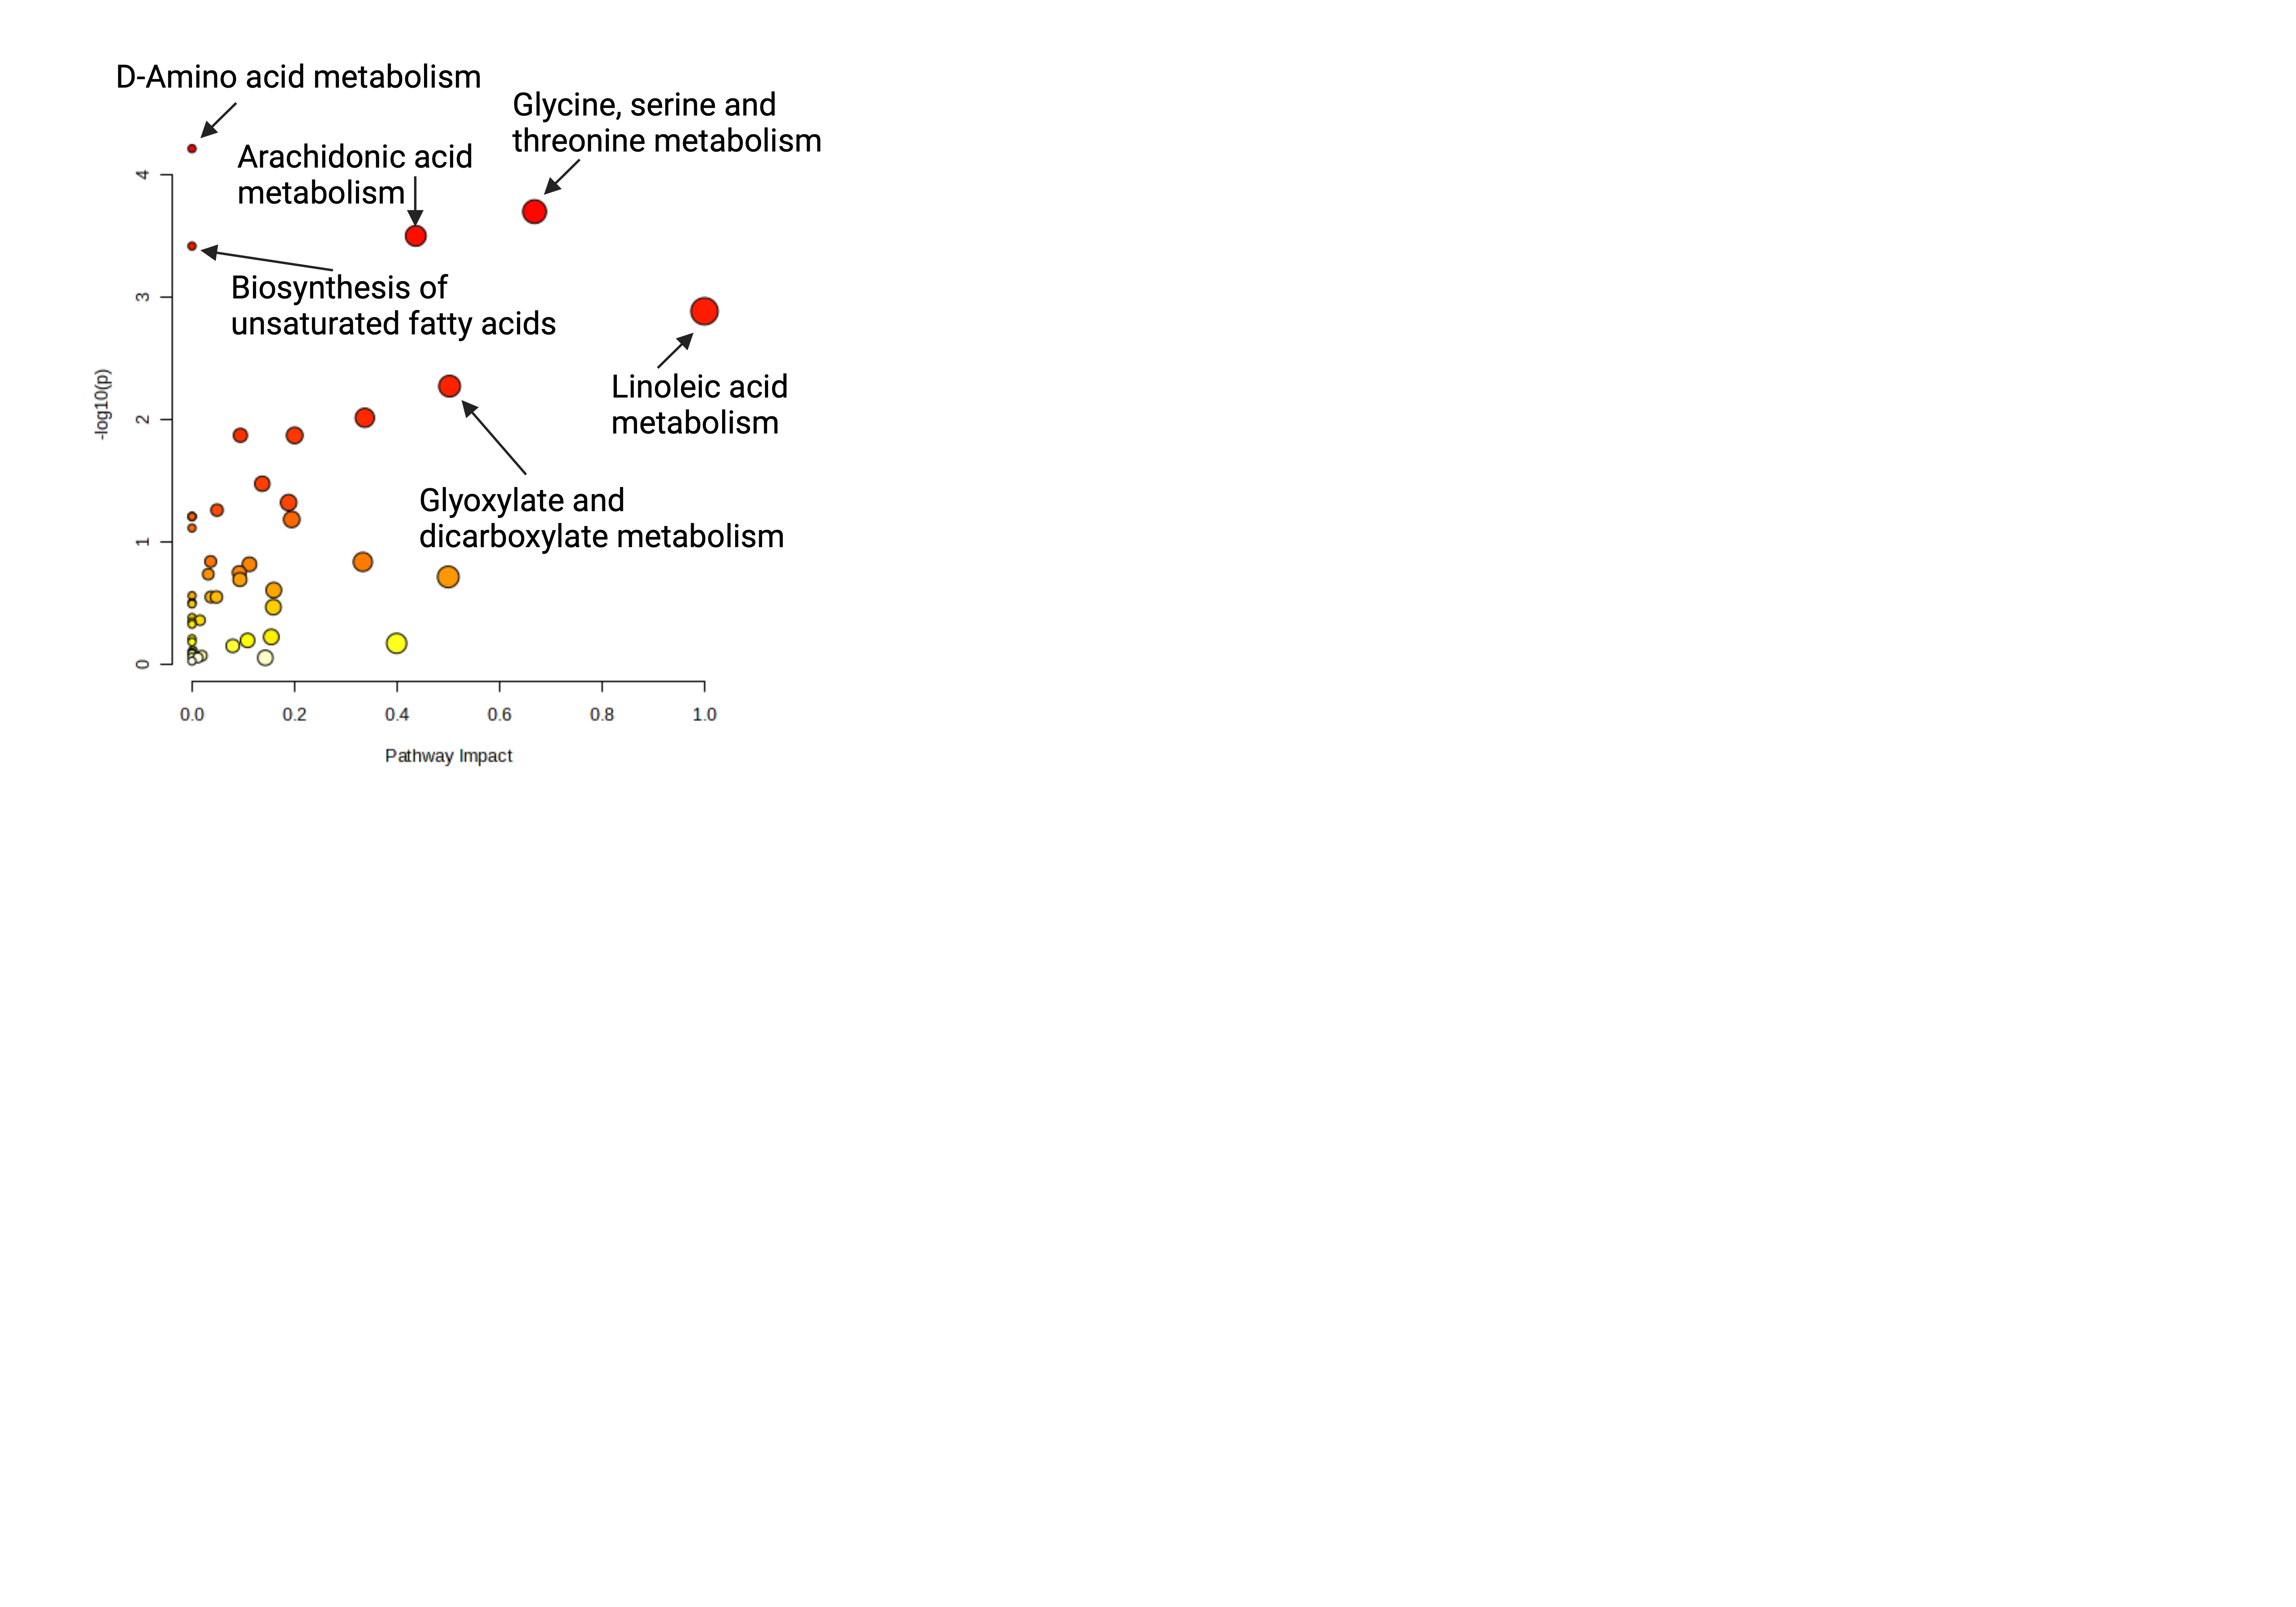 D-Amino acid metabolism
Glycine, serine and
threonine metabolism
Arachidonic acid
metabolism
Biosynthesis of
unsaturated fatty acids
Linoleic acid
metabolism
Glyoxylate and
dicarboxylate metabolism
-log10(p)
4
3
2
1
0
0.0 0.2 0.4 0.6 0.8 1.0
Pathway Impact